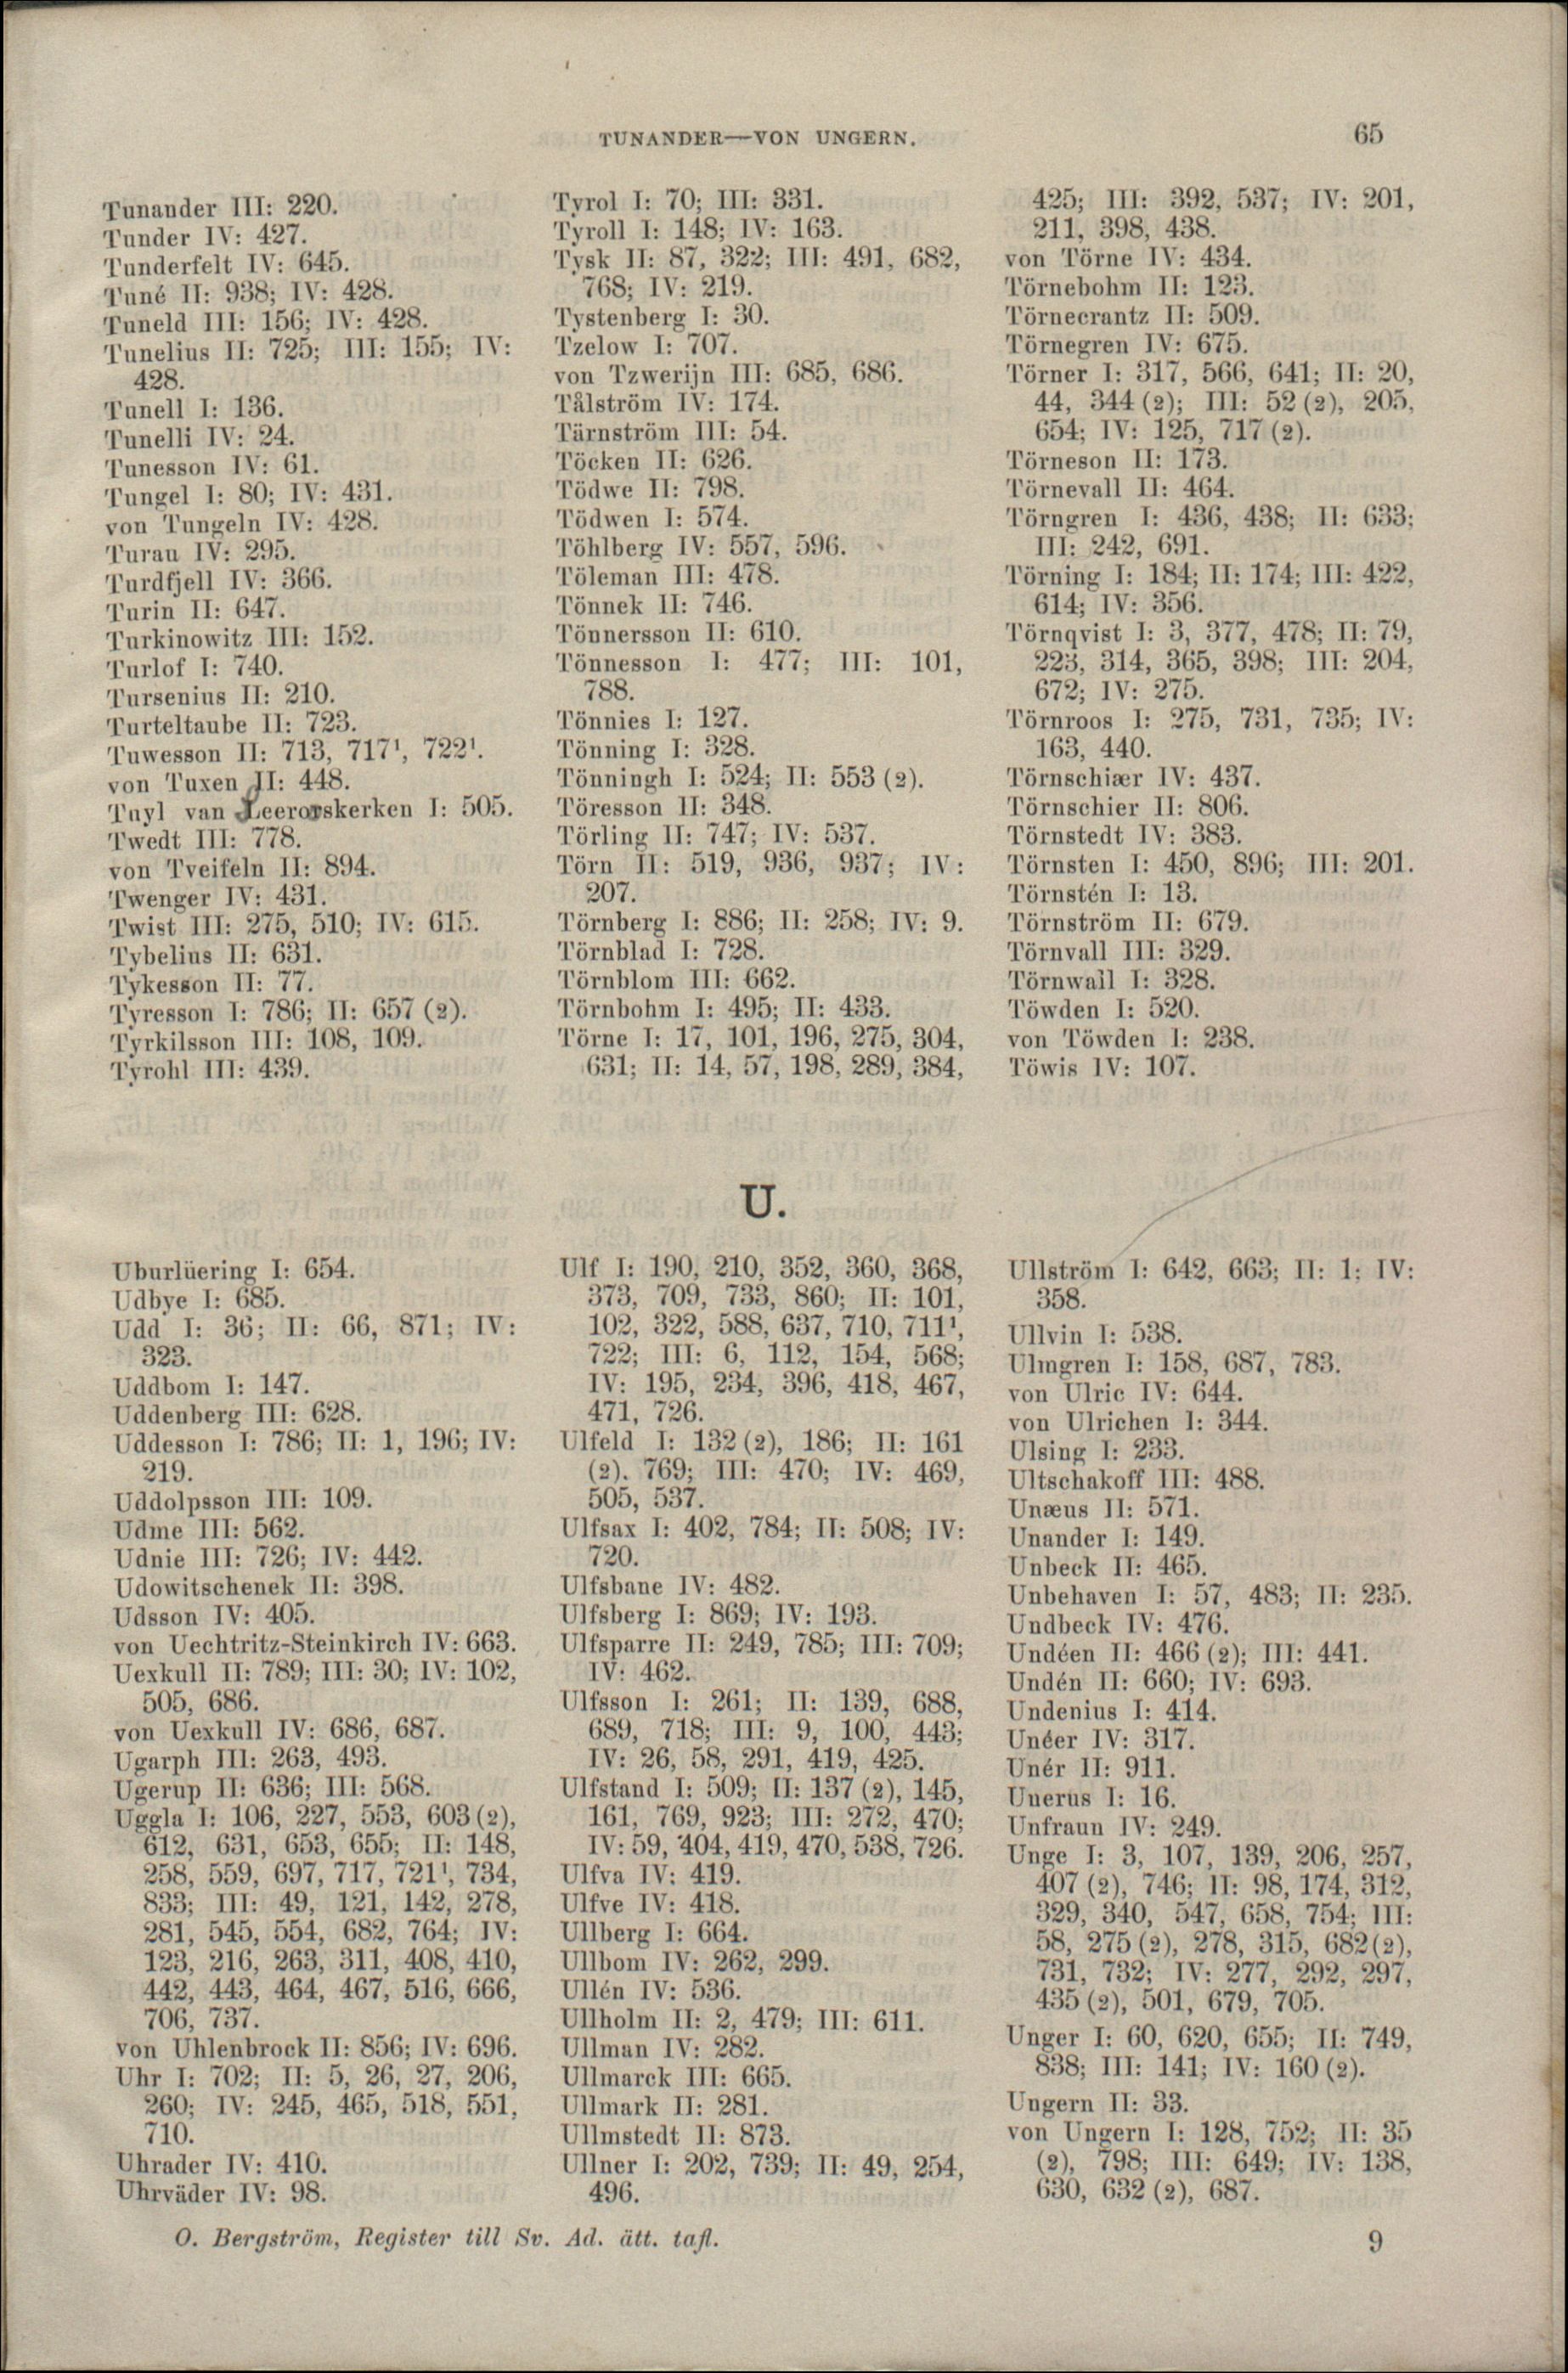 TUNANDER—VON UNGERN.
65
Tunander III: 220.
Tunder IV: 427.
Tunderfelt IV: 645.
Tuné II: 938; IV: 428.
Tuneld III: 156; IV: 428.
Tunelius II: 725; III: 155; IV:
428.
Tunell I: 136.
Tunelli IV: 24.
Tunesson IV: 61.
Tungel I: 80; IV: 431.
von Tungeln IV: 428.
Turau IV: 295.
Turdfjell IV: 366.
Turin II: 647.
Turkinowitz III: 152.
Turlof I: 740.
Tursenius II: 210.
Turteltaube II: 723.
Tuwesson II: 713, 717¹, 722¹.
von Tuxen II: 448.
Tuyl van Leerorskerken I: 505.
Twedt III: 778.
von Tveifeln II: 894.
Twenger IV: 431.
Twist III: 275, 510; IV: 615.
Tybelius II: 631.
Tykesson II: 77.
Tyresson I: 786; II: 657 (2).
Tyrkilsson III: 108, 109.
Tyrohl III: 439.
Tyrol I: 70; III: 331.
Tyroll I: 148; IV: 163.
Tysk II: 87, 322; III: 491, 682,
768; IV: 219.
Tystenberg I: 30.
Tzelow I: 707.
von Tzwerijn III: 685, 686.
Tålström IV: 174.
Tärnström III: 54.
Töcken II: 626.
Tödwe II: 798.
Tödwen I: 574.
Töhlberg IV: 557, 596.
Töleman III: 478.
Tönnek II: 746.
Tönnersson II: 610.
Tönnesson I: 477; III: 101,
788.
Tönnies I: 127.
Tönning I: 328.
Tönningh I: 524; II: 553 (2).
Töresson II: 348.
Törling II: 747; IV: 537.
Törn II: 519, 936, 937; IV:
207.
Törnberg I: 886; II: 258; IV: 9.
Törnblad I: 728.
Törnblom III: 662.
Törnbohm I: 495; II: 433.
Törne I: 17, 101, 196, 275, 304,
631; II: 14, 57, 198, 289, 384,
425; III: 392, 537; IV: 201,
211, 398, 438.
von Törne IV: 434.
Törnebohm II: 123.
Törnecrantz II: 509.
Törnegren IV: 675.
Törner I: 317, 566, 641; II: 20,
44, 344 (2); III: 52 (2), 205,
654; IV: 125, 717 (2).
Törneson II: 173.
Törnevall II: 464.
Törngren I: 436, 438; II: 633;
III: 242, 691.
Törning I: 184; II: 174; III: 422,
614; IV: 356.
Törnqvist I: 3, 377, 478; II: 79,
223, 314, 365, 398; III: 204,
672; IV: 275.
Törnroos I: 275, 731, 735; IV:
163, 440.
Törnschiær IV: 437.
Törnschier II: 806.
Törnstedt IV: 383.
Törnsten I: 450, 896; III: 201.
Törnstén I: 13.
Törnström II: 679.
Törnvall III: 329.
Törnwall I: 328.
Töwden I: 520.
von Töwden I: 238.
Töwis IV: 107.
U.
Uburlüering I: 654.
Udbye I: 685.
Udd I: 36; II: 66, 871; IV:
323.
Uddbom I: 147.
Uddenberg III: 628.
Uddesson I: 786; II: 1, 196; IV:
219.
Uddolpsson III: 109.
Udme III: 562.
Udnie III: 726; IV: 442.
Udowitschenek II: 398.
Udsson IV: 405.
von Uechtritz-Steinkirch IV: 663.
Uexkull II: 789; III: 30; IV: 102,
505, 686.
von Uexkull IV: 686, 687.
Ugarph III: 263, 493.
Ugerup II: 636; III: 568.
Uggla I: 106, 227, 553, 603 (2),
612, 631, 653, 655; II: 148,
258, 559, 697, 717, 721¹, 734,
833; III: 49, 121, 142, 278,
281, 545, 554, 682, 764; IV:
123, 216, 263, 311, 408, 410,
442, 443, 464, 467, 516, 666,
706, 737.
von Uhlenbrock II: 856; IV: 696.
Uhr I: 702; II: 5, 26, 27, 206,
260; IV: 245, 465, 518, 551,
710.
Uhrader IV: 410.
Uhrväder IV: 98.
Ulf I: 190, 210, 352, 360, 368,
373, 709, 733, 860; II: 101,
102, 322, 588, 637, 710, 711¹,
722; III: 6, 112, 154, 568;
IV: 195, 234, 396, 418, 467,
471, 726.
Ulfeld I: 132 (2), 186; II: 161
(2). 769; III: 470; IV: 469,
505, 537.
Ulfsax I: 402, 784; II: 508; IV:
720.
Ulfsbane IV: 482.
Ulfsberg I: 869; IV: 193.
Ulfsparre II: 249, 785; III: 709;
IV: 462.
Ulfsson I: 261; II: 139, 688,
689, 718; III: 9, 100, 443;
IV: 26, 58, 291, 419, 425.
Ulfstand I: 509; II: 137 (2), 145,
161, 769, 923; III: 272, 470;
IV: 59, 404, 419, 470, 538, 726.
Ulfva IV: 419.
Ulfve IV: 418.
Ullberg I: 664.
Ullbom IV: 262, 299.
Ullén IV: 536.
Ullholm II: 2, 479; III: 611.
Ullman IV: 282.
Ullmarck III: 665.
Ullmark II: 281.
Ullmstedt II: 873.
Ullner I: 202, 739; II: 49, 254,
496.
Ullström I: 642, 663; II: 1; IV:
358.
Ullvin I: 538.
Ulmgren I: 158, 687, 783.
von Ulric IV: 644.
von Ulrichen I: 344.
Ulsing I: 233.
Ultschakoff III: 488.
Unæus II: 571.
Unander I: 149.
Unbeck II: 465.
Unbehaven I: 57, 483; II: 235.
Undbeck IV: 476.
Undéen II: 466 (2); III: 441.
Undén II: 660; IV: 693.
Undenius I: 414.
Unéer IV: 317.
Unér II: 911.
Unerus I: 16.
Unfraun IV: 249.
Unge I: 3, 107, 139, 206, 257,
407 (2), 746; II: 98, 174, 312,
329, 340, 547, 658, 754; III:
58, 275 (2), 278, 315, 682 (2),
731, 732; IV: 277, 292, 297,
435 (2), 501, 679, 705.
Unger I: 60, 620, 655; II: 749,
838; III: 141; IV: 160 (2).
Ungern II: 33.
von Ungern I: 128, 752; II: 35
(2), 798; III: 649; IV: 138,
630, 632 (2), 687.
O. Bergström, Register till Sv. Ad. ätt. tafl.
9